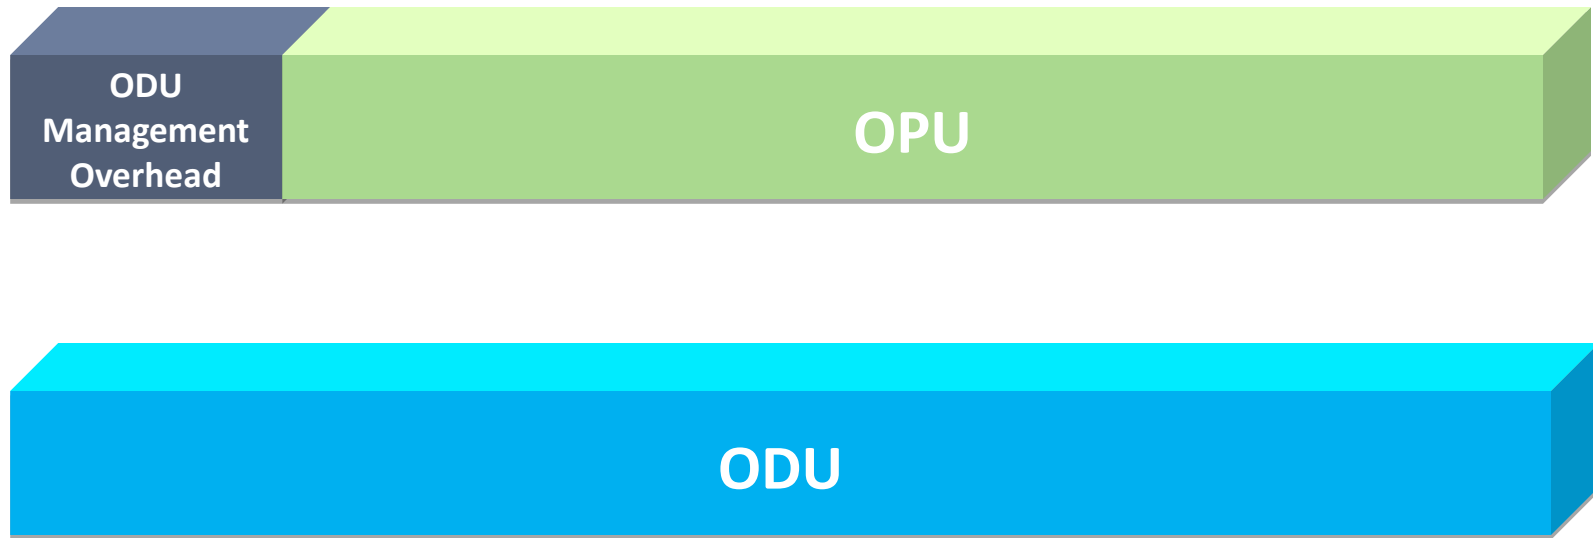 ODU
Management
Overhead
OPU
ODU